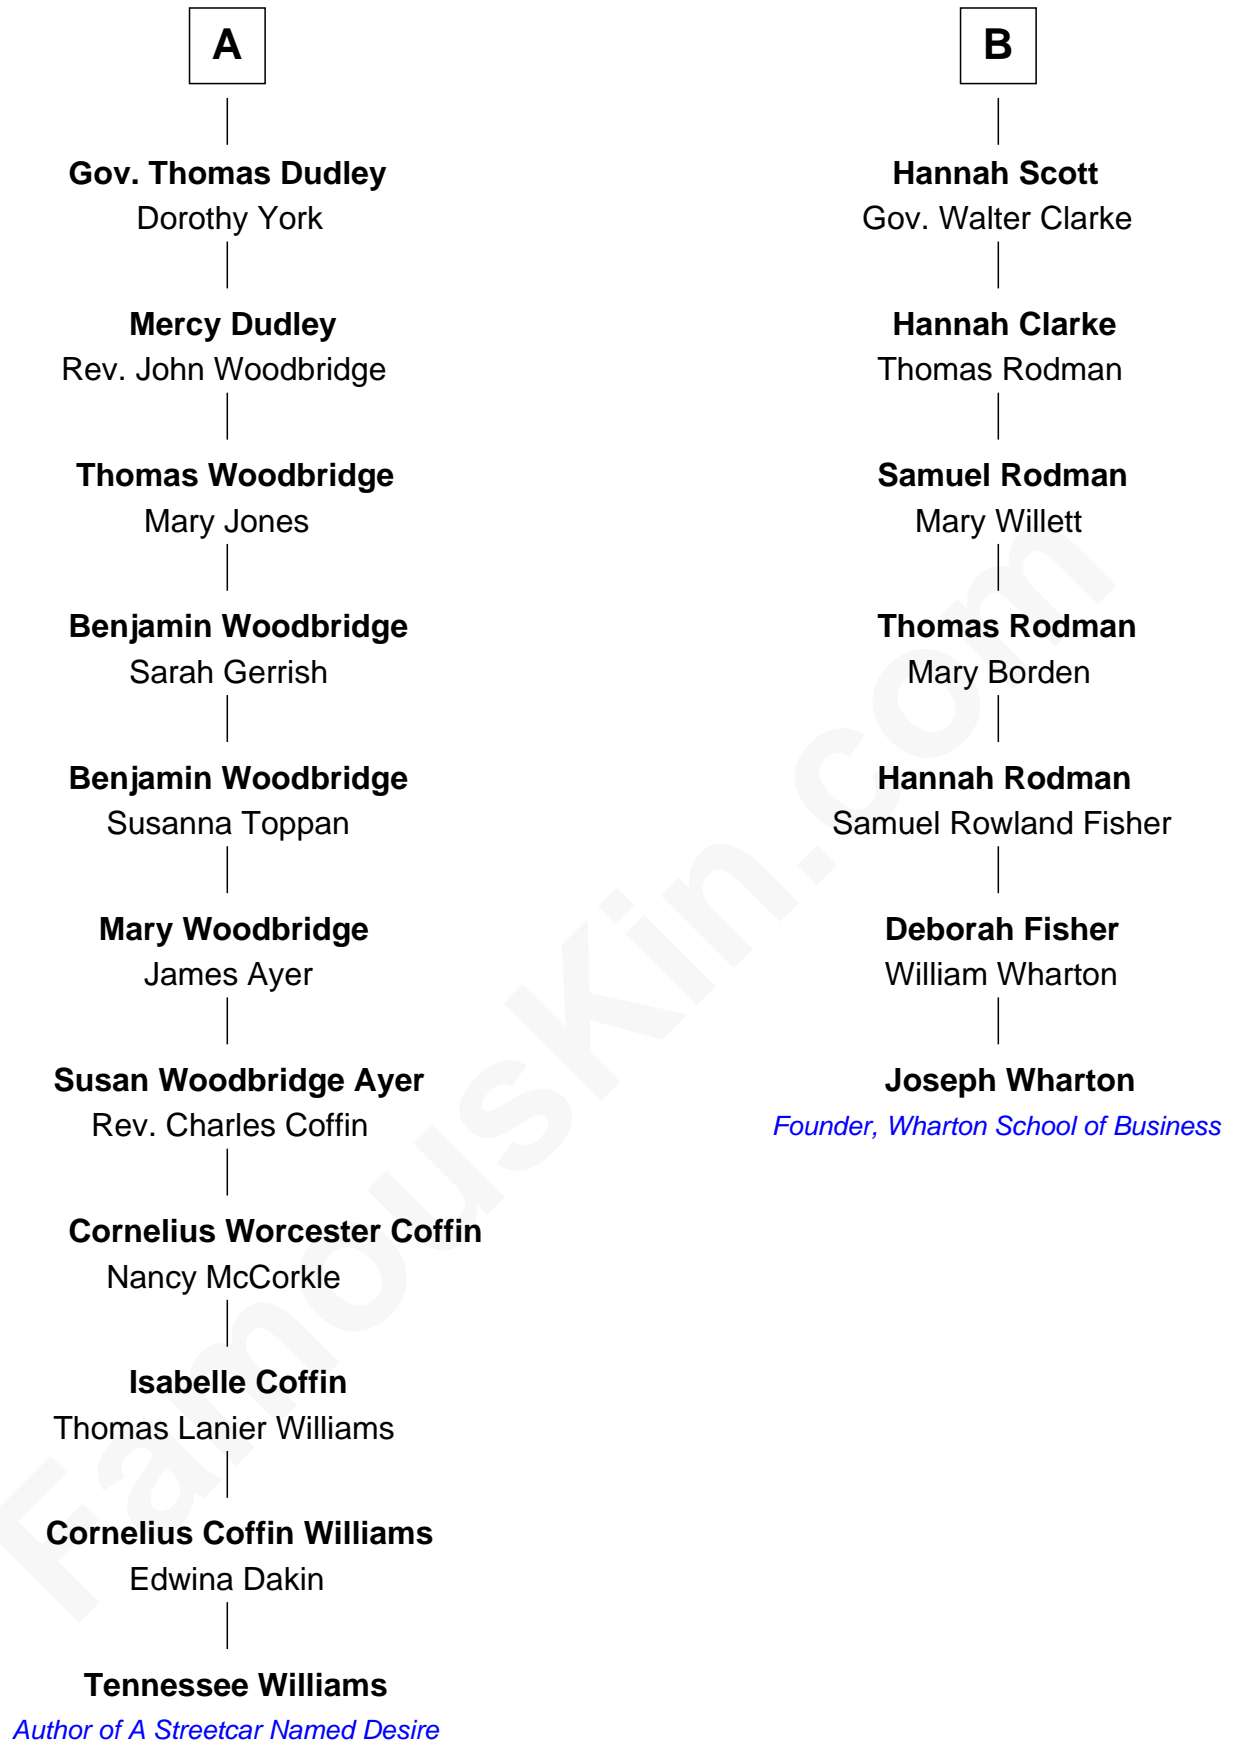 A
Gov. Thomas Dudley
Dorothy York
Mercy Dudley
Rev. John Woodbridge
Thomas Woodbridge
Mary Jones
Benjamin Woodbridge
Sarah Gerrish
Benjamin Woodbridge
Susanna Toppan
Mary Woodbridge
James Ayer
Susan Woodbridge Ayer
Rev. Charles Coffin
Cornelius Worcester Coffin
Nancy McCorkle
Isabelle Coffin
Thomas Lanier Williams
Cornelius Coffin Williams
Edwina Dakin
Tennessee Williams
Author of A Streetcar Named Desire
B
Hannah Scott
Gov. Walter Clarke
Hannah Clarke
Thomas Rodman
Samuel Rodman
Mary Willett
Thomas Rodman
Mary Borden
Hannah Rodman
Samuel Rowland Fisher
Deborah Fisher
William Wharton
Joseph Wharton
Founder, Wharton School of Business
FamousKin.com